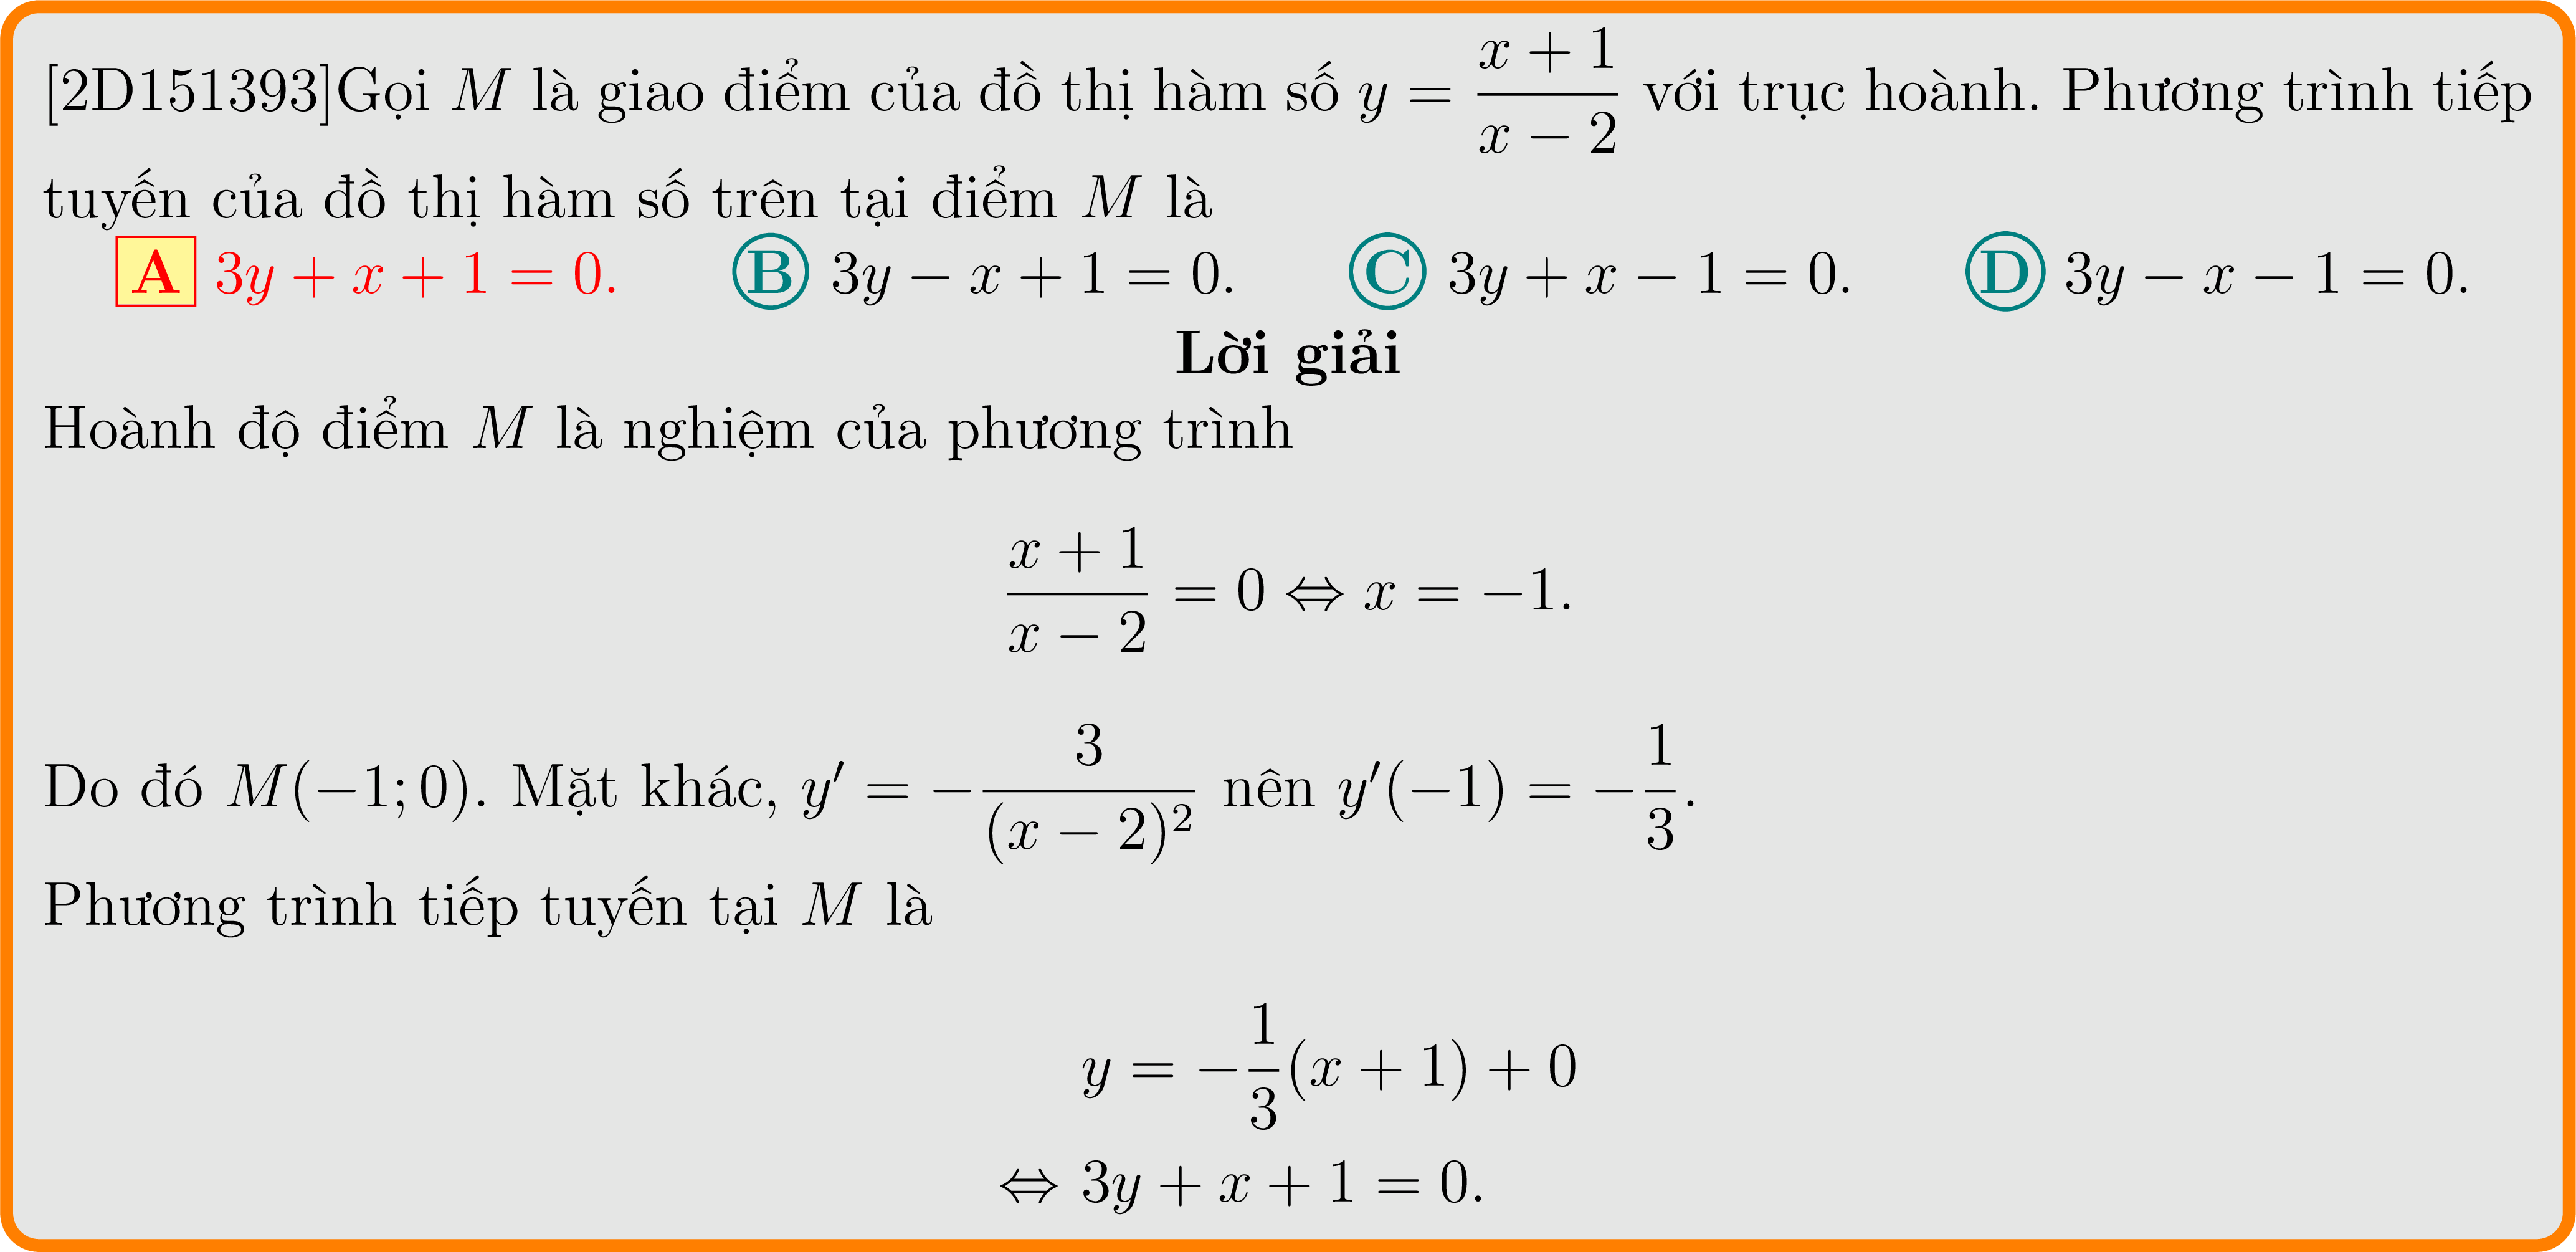 [2D151393]Gọi M là giao điểm của đồ thị hàm số y = \frac{x + 1}{x − 2} với trục hoành. Phương trình tiếp
tuyến của đồ thị hàm số trên tại điểm M là
A 3y + x + 1 = 0. B 3y − x + 1 = 0. C 3y + x − 1 = 0. D 3y − x − 1 = 0.
Lời giải
Hoành độ điểm M là nghiệm của phương trình
\frac{x + 1}{x − 2} = 0 ⇔ x = −1.
Do đó M(−1; 0). Mặt khác, y′ = −\frac{3}{(x − 2)^2} nên y′(−1) = −\frac{1}{3}.
Phương trình tiếp tuyến tại M là
y = −\frac{1}{3}(x + 1) + 0
⇔ 3y + x + 1 = 0.